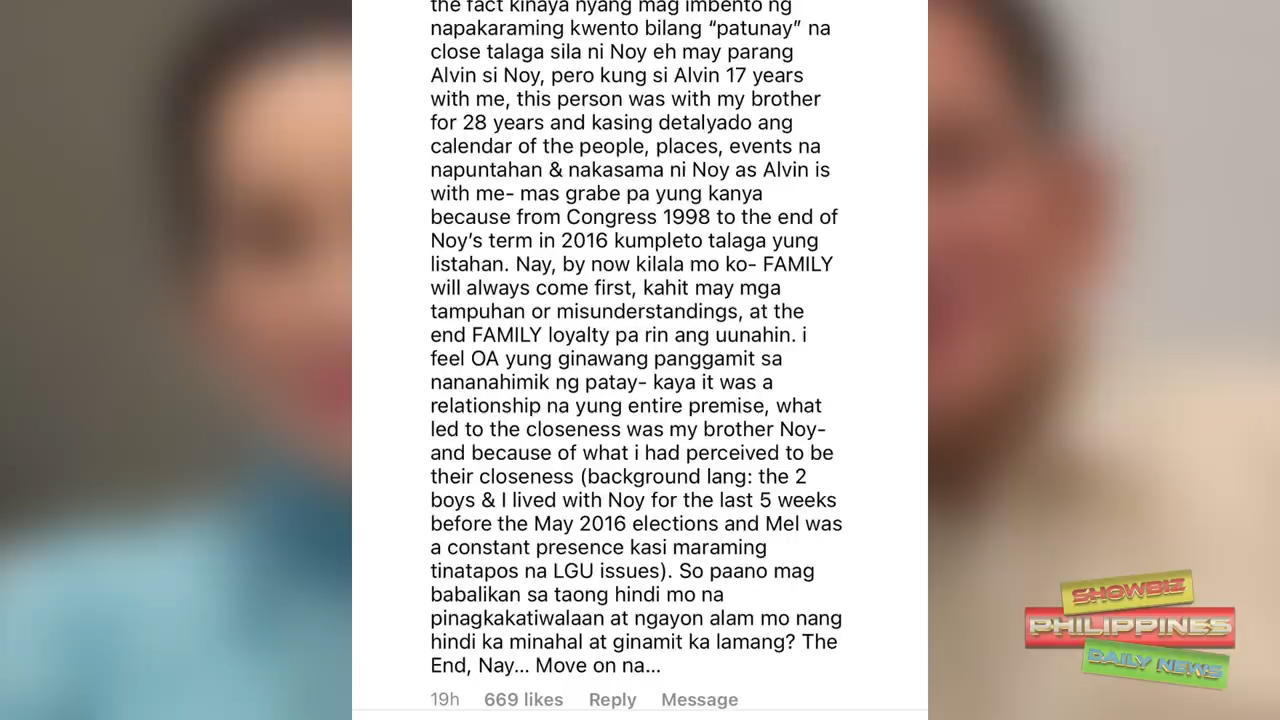 the fact kinaya nyang mag imbento ng
napakaraming kwento bilang “patunay” na
close talaga sila ni Noy eh may parang
Alvin si Noy, pero kung si Alvin 17 years
with me, this person was with my brother
for 28 years and kasing detalyado ang
calendar of the people, places, events na
napuntahan & nakasama ni Noy as Alvin is
with me- mas grabe pa yung kanya
because from Congress 1998 to the end of
Noy’s term in 2016 kumpleto talaga yung
listahan. Nay, by now kilala mo ko- FAMILY
will always come first, kahit may mga
tampuhan or misunderstandings, at the
end FAMILY loyalty pa rin ang uunahin. i
feel OA yung ginawang panggamit sa
nananahimik ng patay- kaya it was a
relationship na yung entire premise, what
led to the closeness was my brother Noy-
and because of what i had perceived to be
their closeness (background lang: the 2
boys & I lived with Noy for the last 5 weeks
before the May 2016 elections and Mel was
a constant presence kasi maraming
tinatapos na LGU issues). So paano mag
babalikan sa taong hindi mo na
pinagkakatiwalaan at ngayon alam mo nang
hindi ka minahal at ginamit ka lamang? The
End, Nay... Move on na...
19h 669 likes Reply Message
SHOWBIZ
PHILIPPINES
DAILY NEWS